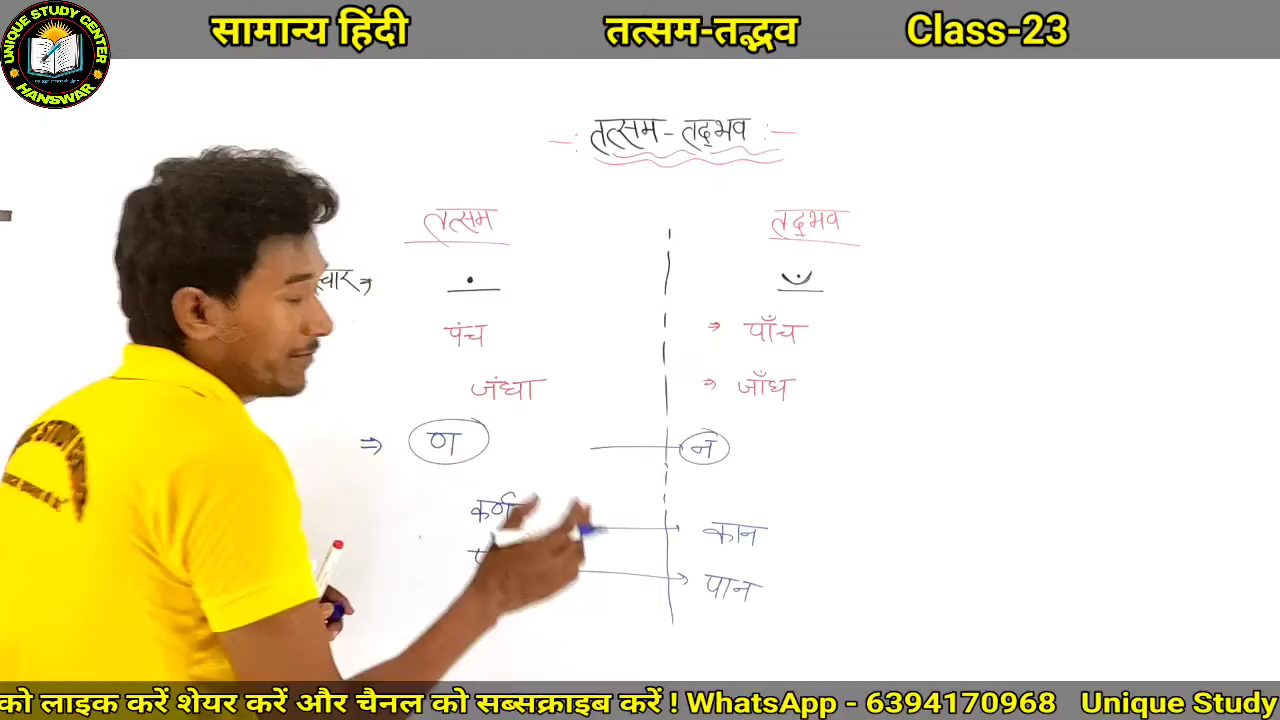 सामान्य हिंदी तत्सम-तद्भव Class-23
UNIQUE STUDY CENTER
HANSWAR
-: तत्सम - तद्भव :-
तत्सम तद्भव
पंच ⇒ पाँच
जंघा ⇒ जाँघ
⇒ ण → न
कर्ण → कान
→ पान
को लाइक करें शेयर करें और चैनल को सब्सक्राइब करें ! WhatsApp - 6394170968 Unique Study